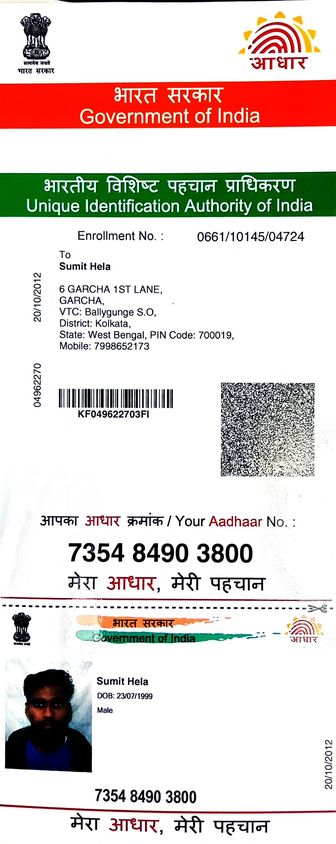 सत्यमेव जयते
भारत सरकार
आधार
भारत सरकार
Government of India
भारतीय विशिष्ट पहचान प्राधिकरण
Unique Identification Authority of India
Enrollment No. : 0661/10145/04724
To
Sumit Hela
6 GARCHA 1ST LANE,
GARCHA,
VTC: Ballygunge S.O,
District: Kolkata,
State: West Bengal, PIN Code: 700019,
Mobile: 7998652173
20/10/2012
04962270
KF049622703FI
आपका आधार क्रमांक / Your Aadhaar No. :
7354 8490 3800
मेरा आधार, मेरी पहचान
भारत सरकार
Government of India
आधार
Sumit Hela
DOB: 23/07/1999
Male
20/10/2012
7354 8490 3800
मेरा आधार, मेरी पहचान